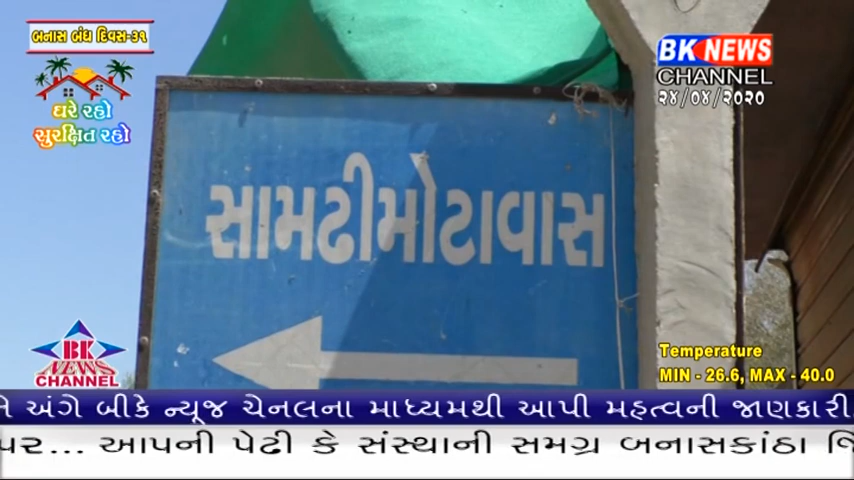 બનાસ બંધ દિવસ-૩૧
ઘરે રહો
સુરક્ષિત રહો
BK NEWS
CHANNEL
૨૪/૦૪/૨૦૨૦
સામઢીમોટાવાસ
BK
NEWS
CHANNEL
Temperature
MIN - 26.6, MAX - 40.0
અંગે બીકે ન્યૂજ ચેનલના માધ્યમથી આપી મહત્વની જાણકારી.
પર... આપની પેઢી કે સંસ્થાની સમગ્ર બનાસકાંઠા